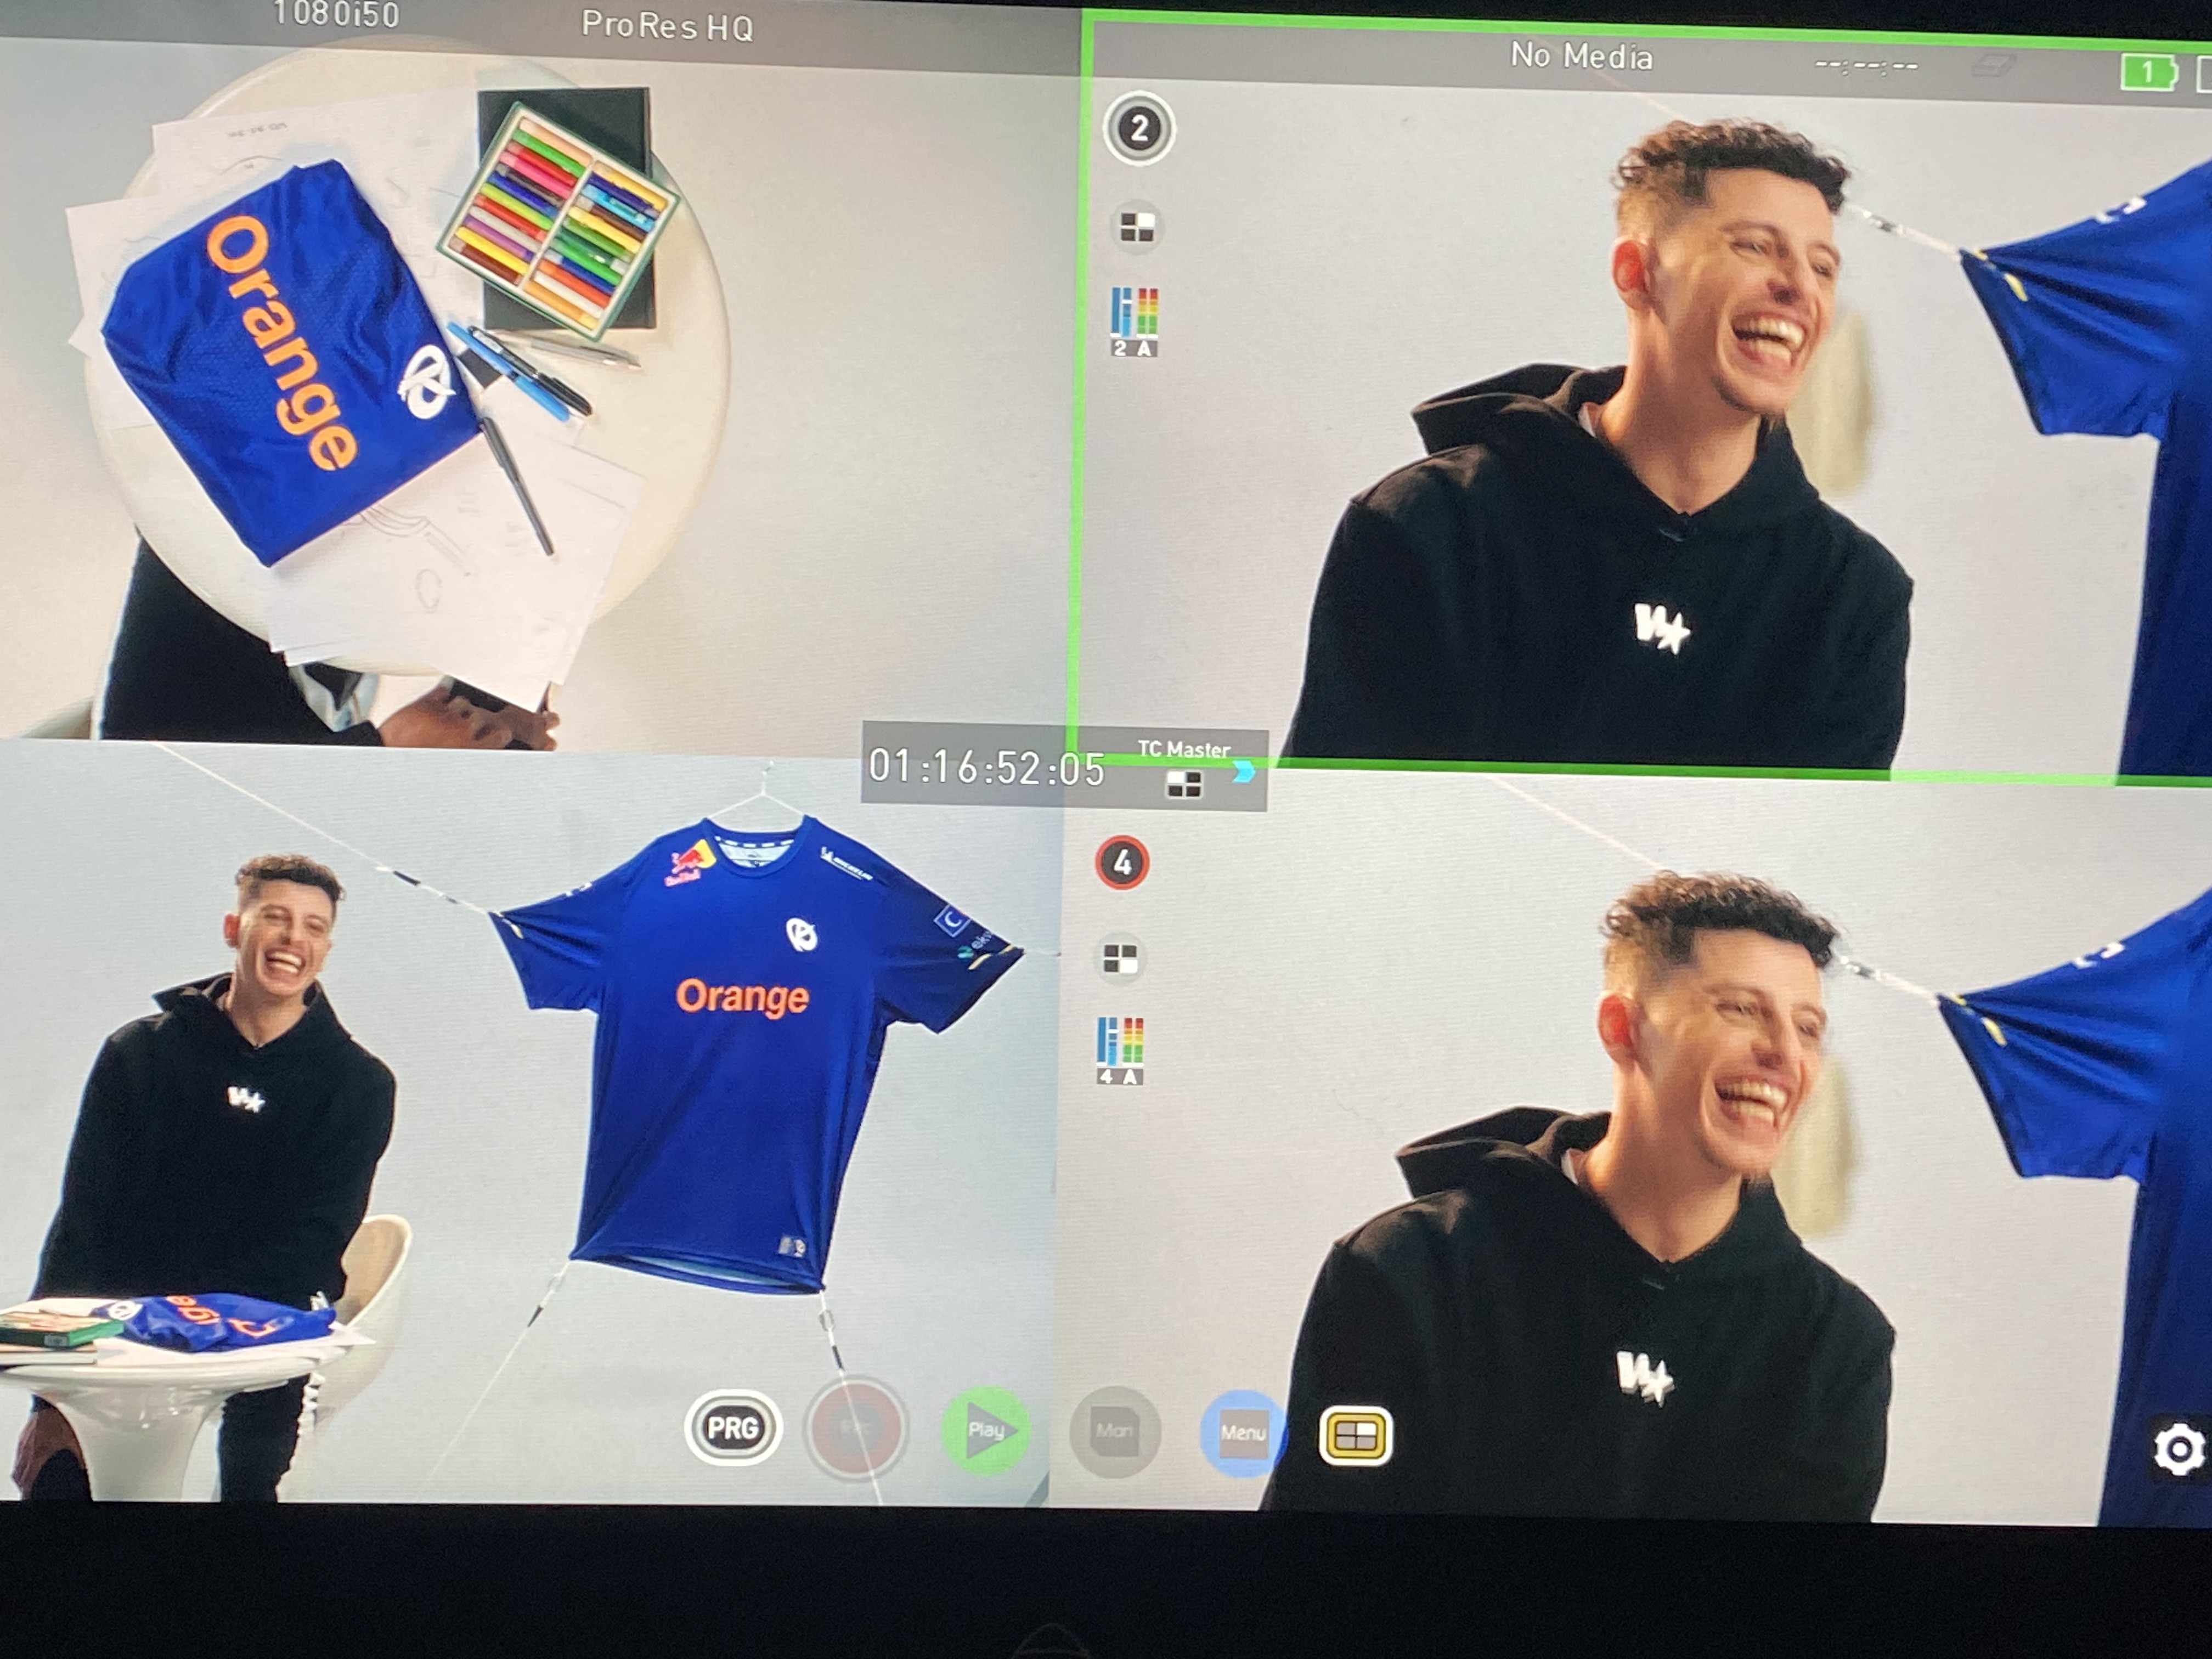 1080i50
ProRes HQ
No Media
--:--:--
1
2
Orange
2 A
01:16:52:05
TC Master
Red Bull
MICHELIN
4
C
Orange
4 A
PRG
Play
Man
Menu